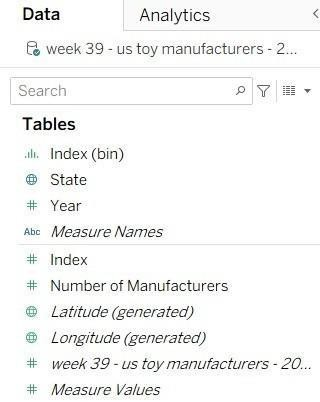 Data
Analytics
week 39 - us toy manufacturers - 2...
Search
Tables
Index (bin)
State
Year
Abc Measure Names
Index
Number of Manufacturers
Latitude (generated)
Longitude (generated)
week 39 - us toy manufacturers - 20...
Measure Values